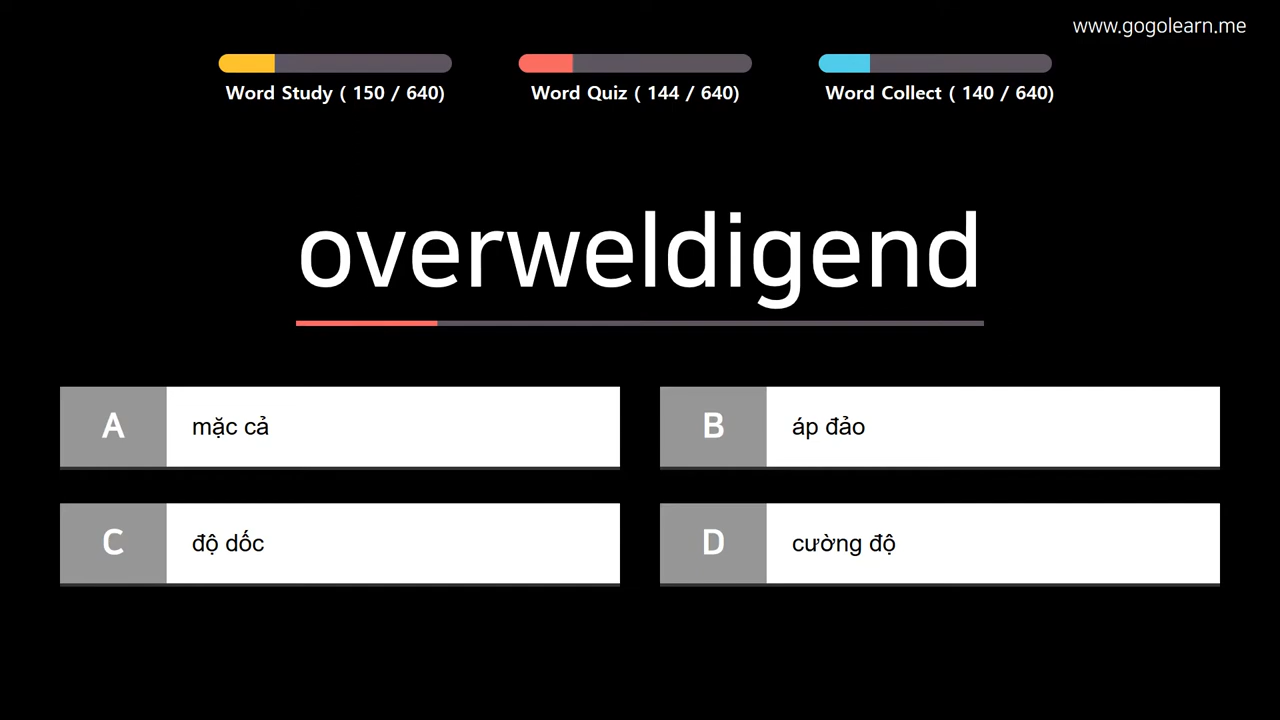 www.gogolearn.me
Word Study ( 150 / 640)
Word Quiz ( 144 / 640)
Word Collect ( 140 / 640)
overweldigend
A mặc cả
B áp đảo
C độ dốc
D cường độ